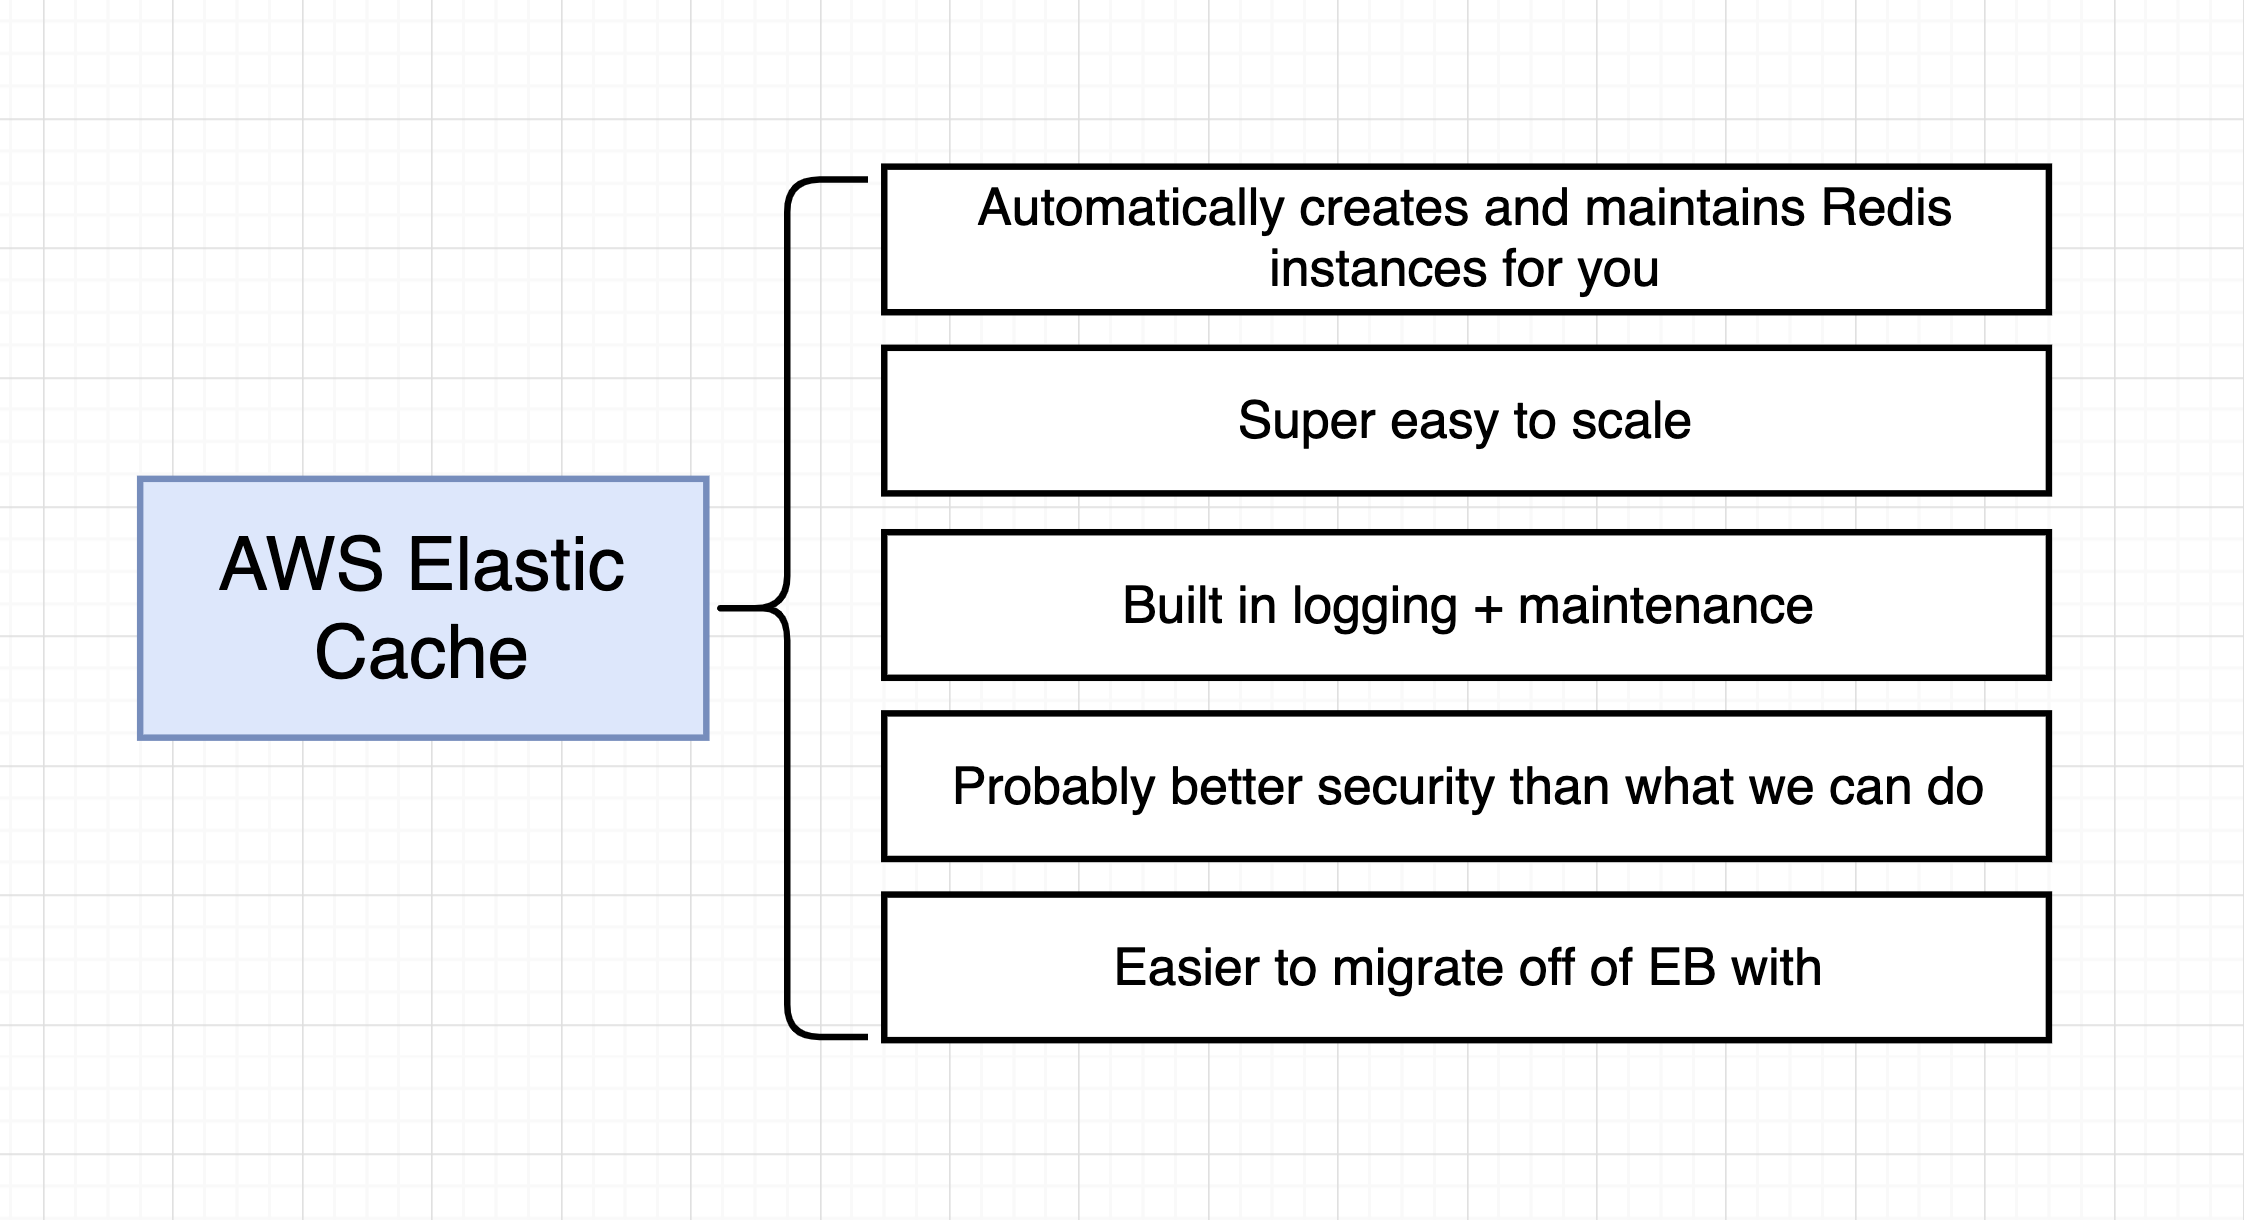 AWS Elastic
Cache
Automatically creates and maintains Redis
instances for you
Super easy to scale
Built in logging + maintenance
Probably better security than what we can do
Easier to migrate off of EB with